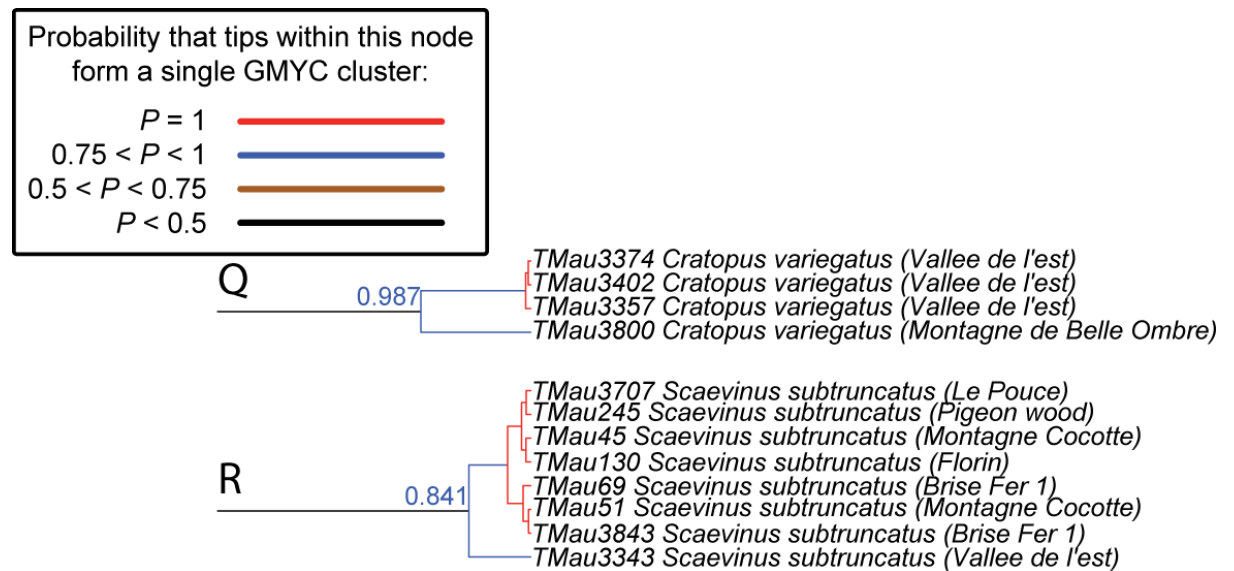 Probability that tips within this node
form a single GMYC cluster:
P = 1
0.75 < P < 1
0.5 < P < 0.75
P < 0.5
Q
0.987
TMau3374 Cratopus variegatus (Vallee de l'est)
TMau3402 Cratopus variegatus (Vallee de l'est)
TMau3357 Cratopus variegatus (Vallee de l'est)
TMau3800 Cratopus variegatus (Montagne de Belle Ombre)
R
0.841
TMau3707 Scaevinus subtruncatus (Le Pouce)
TMau245 Scaevinus subtruncatus (Pigeon wood)
TMau45 Scaevinus subtruncatus (Montagne Cocotte)
TMau130 Scaevinus subtruncatus (Florin)
TMau69 Scaevinus subtruncatus (Brise Fer 1)
TMau51 Scaevinus subtruncatus (Montagne Cocotte)
TMau3843 Scaevinus subtruncatus (Brise Fer 1)
TMau3343 Scaevinus subtruncatus (Vallee de l'est)